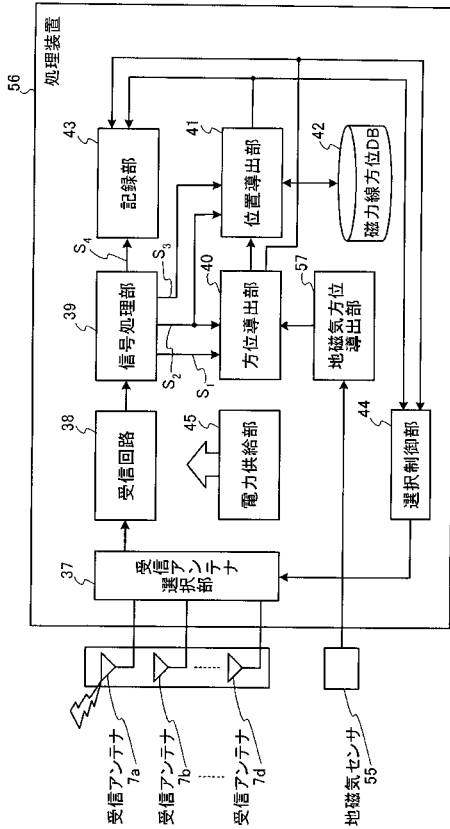 56
処理装置
43
記録部
41
位置導出部
42
磁力線方位DB
S4
S3
39
信号処理部
S2
S1
40
方位導出部
57
地磁気方位
導出部
38
受信回路
45
電力供給部
44
選択制御部
37
受信アンテナ
選択部
受信アンテナ
7a
受信アンテナ
7b
受信アンテナ
7d
地磁気センサ
55